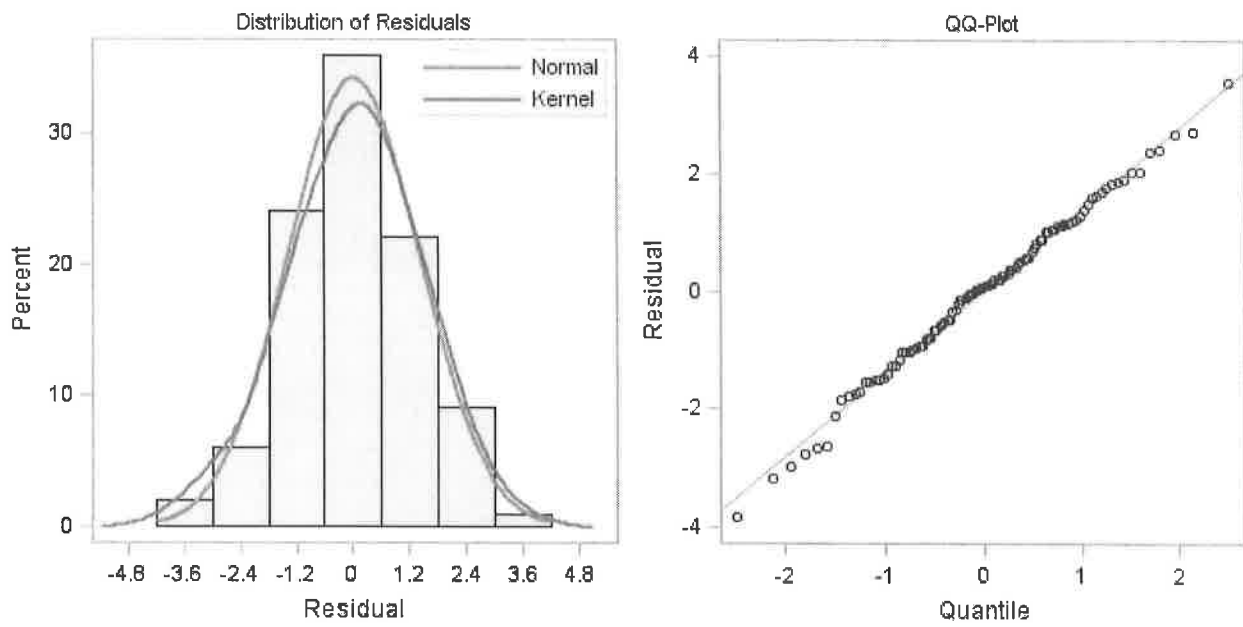 Distribution of Residuals
Normal
Kernel
Percent
30
20
10
0
-4.8 -3.6 -2.4 -1.2 0 1.2 2.4 3.6 4.8
Residual
QQ-Plot
Residual
4
2
0
-2
-4
-2 -1 0 1 2
Quantile